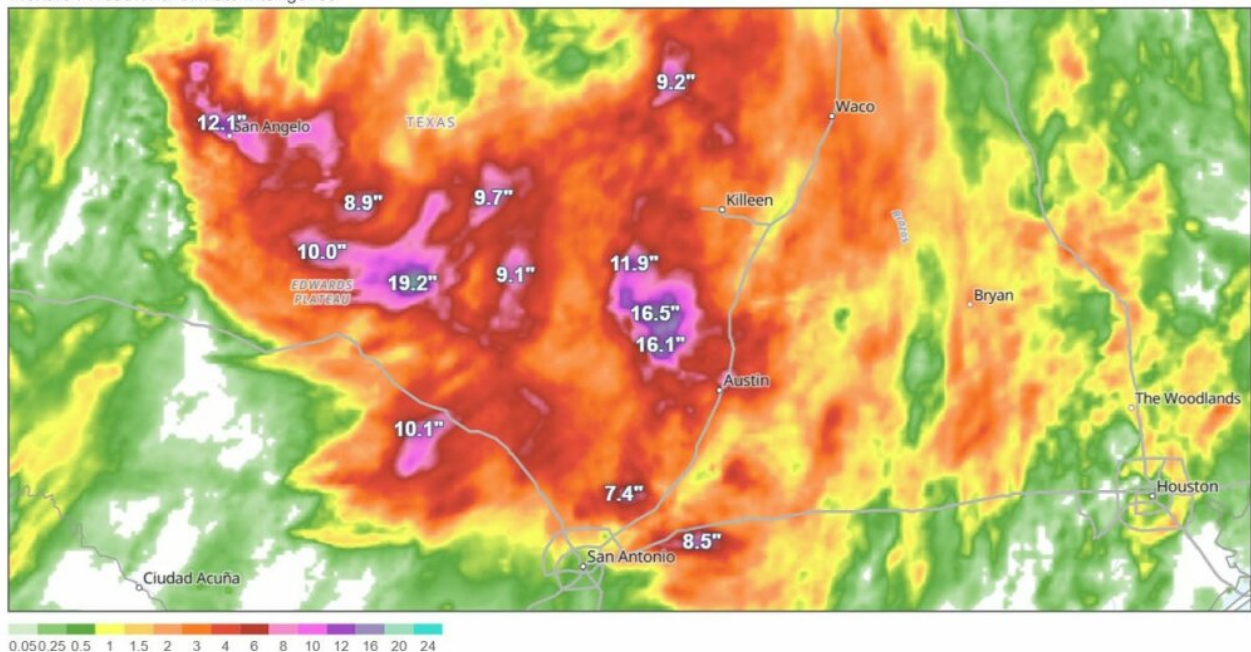 9.2"
Waco
12.1"
San Angelo
TEXAS
9.7"
8.9"
Killeen
BRAZOS
10.0"
11.9"
19.2"
9.1"
EDWARDS
PLATEAU
Bryan
16.5"
16.1"
Austin
The Woodlands
10.1"
7.4"
Houston
8.5"
San Antonio
Ciudad Acuña
0.05 0.25 0.5 1 1.5 2 3 4 6 8 10 12 16 20 24